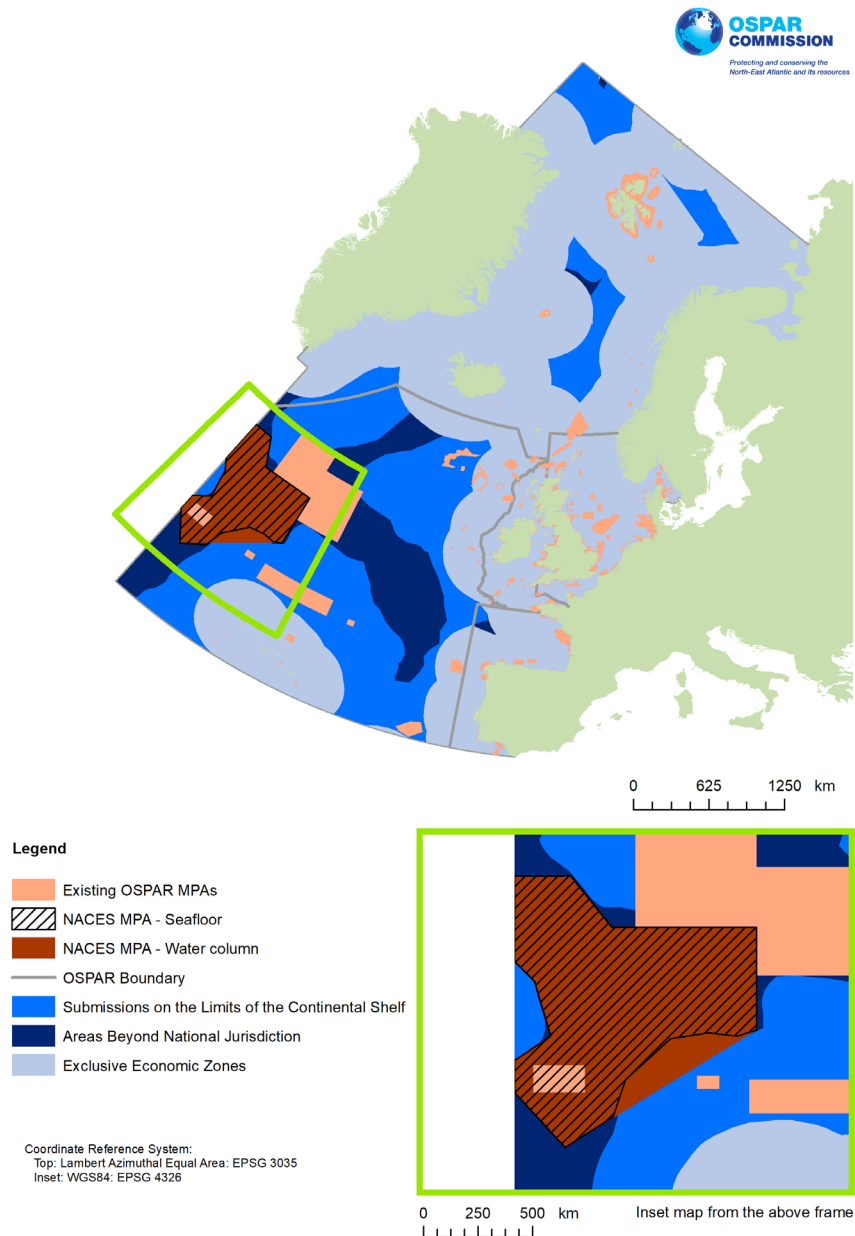 OSPAR
COMMISSION
Protecting and conserving the
North-East Atlantic and its resources
0 625 1250 km
Legend
Existing OSPAR MPAs
NACES MPA - Seafloor
NACES MPA - Water column
OSPAR Boundary
Submissions on the Limits of the Continental Shelf
Areas Beyond National Jurisdiction
Exclusive Economic Zones
Coordinate Reference System:
Top: Lambert Azimuthal Equal Area: EPSG 3035
Inset: WGS84: EPSG 4326
0 250 500 km
Inset map from the above frame